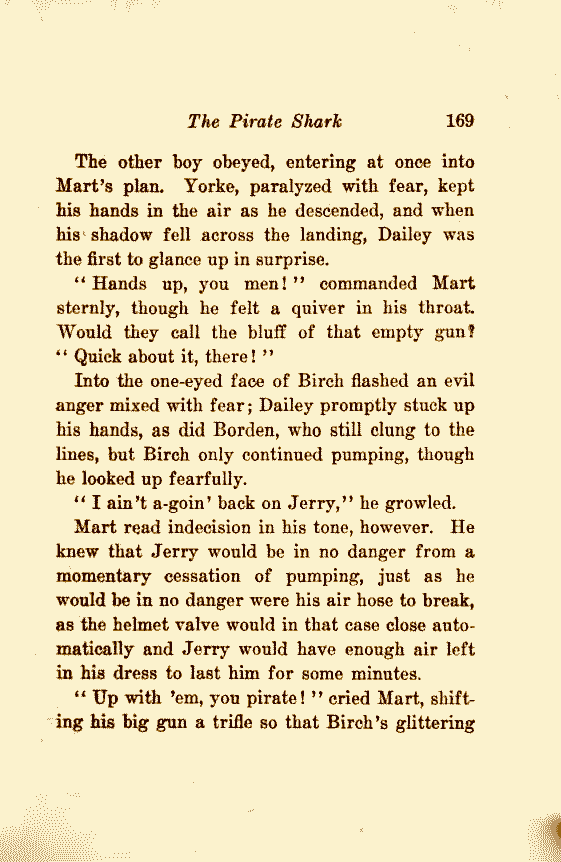 The Pirate Shark 169
The other boy obeyed, entering at once into
Mart's plan. Yorke, paralyzed with fear, kept
his hands in the air as he descended, and when
his shadow fell across the landing, Dailey was
the first to glance up in surprise.
" Hands up, you men! " commanded Mart
sternly, though he felt a quiver in his throat.
Would they call the bluff of that empty gun?
" Quick about it, there! "
Into the one-eyed face of Birch flashed an evil
anger mixed with fear; Dailey promptly stuck up
his hands, as did Borden, who still clung to the
lines, but Birch only continued pumping, though
he looked up fearfully.
" I ain't a-goin' back on Jerry," he growled.
Mart read indecision in his tone, however. He
knew that Jerry would be in no danger from a
momentary cessation of pumping, just as he
would be in no danger were his air hose to break,
as the helmet valve would in that case close auto-
matically and Jerry would have enough air left
in his dress to last him for some minutes.
" Up with 'em, you pirate! " cried Mart, shift-
ing his big gun a trifle so that Birch's glittering